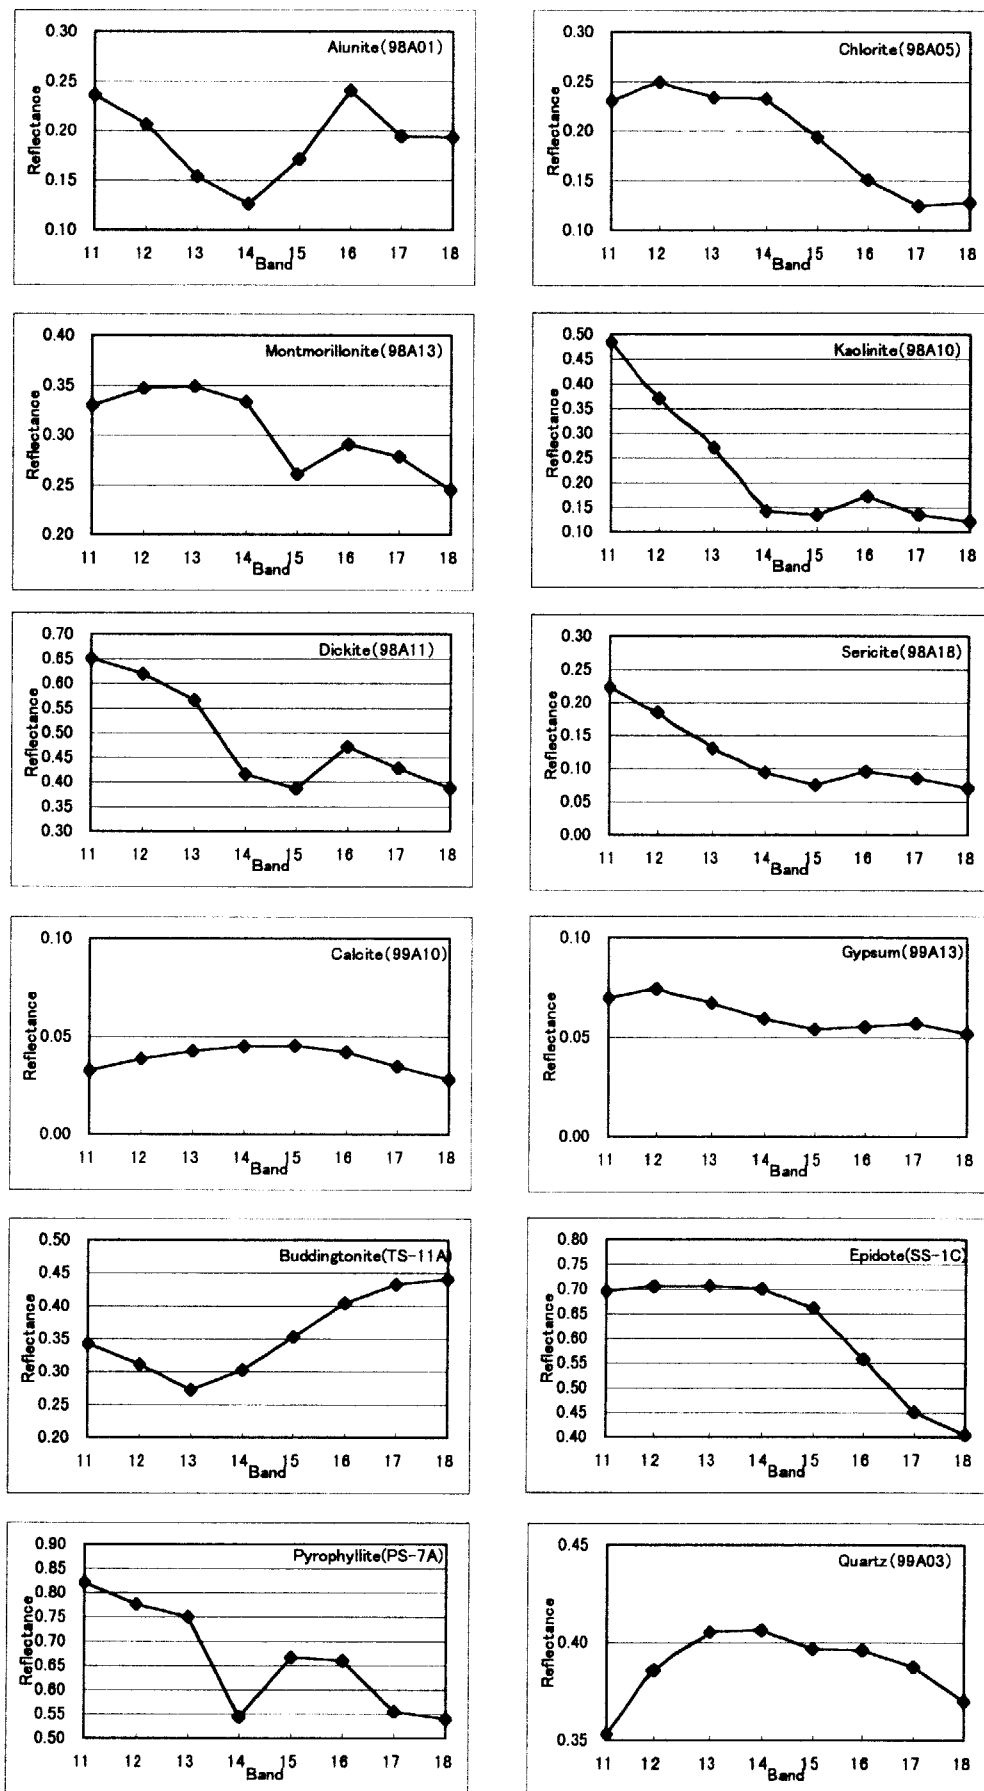 Alunite(98A01)
Reflectance
0.30
0.25
0.20
0.15
0.10
11 12 13 14 15 16 17 18
Band
Chlorite(98A05)
Reflectance
0.30
0.25
0.20
0.15
0.10
11 12 13 14 15 16 17 18
Band
Montmorillonite(98A13)
Reflectance
0.40
0.35
0.30
0.25
0.20
11 12 13 14 15 16 17 18
Band
Kaolinite(98A10)
Reflectance
0.50
0.45
0.40
0.35
0.30
0.25
0.20
0.15
0.10
11 12 13 14 15 16 17 18
Band
Dickite(98A11)
Reflectance
0.70
0.65
0.60
0.55
0.50
0.45
0.40
0.35
0.30
11 12 13 14 15 16 17 18
Band
Sericite(98A18)
Reflectance
0.30
0.25
0.20
0.15
0.10
0.05
0.00
11 12 13 14 15 16 17 18
Band
Calcite(99A10)
Reflectance
0.10
0.05
0.00
11 12 13 14 15 16 17 18
Band
Gypsum(99A13)
Reflectance
0.10
0.05
0.00
11 12 13 14 15 16 17 18
Band
Buddingtonite(TS-11A)
Reflectance
0.50
0.45
0.40
0.35
0.30
0.25
0.20
11 12 13 14 15 16 17 18
Band
Epidote(SS-1C)
Reflectance
0.80
0.75
0.70
0.65
0.60
0.55
0.50
0.45
0.40
11 12 13 14 15 16 17 18
Band
Pyrophyllite(PS-7A)
Reflectance
0.90
0.85
0.80
0.75
0.70
0.65
0.60
0.55
0.50
11 12 13 14 15 16 17 18
Band
Quartz(99A03)
Reflectance
0.45
0.40
0.35
11 12 13 14 15 16 17 18
Band